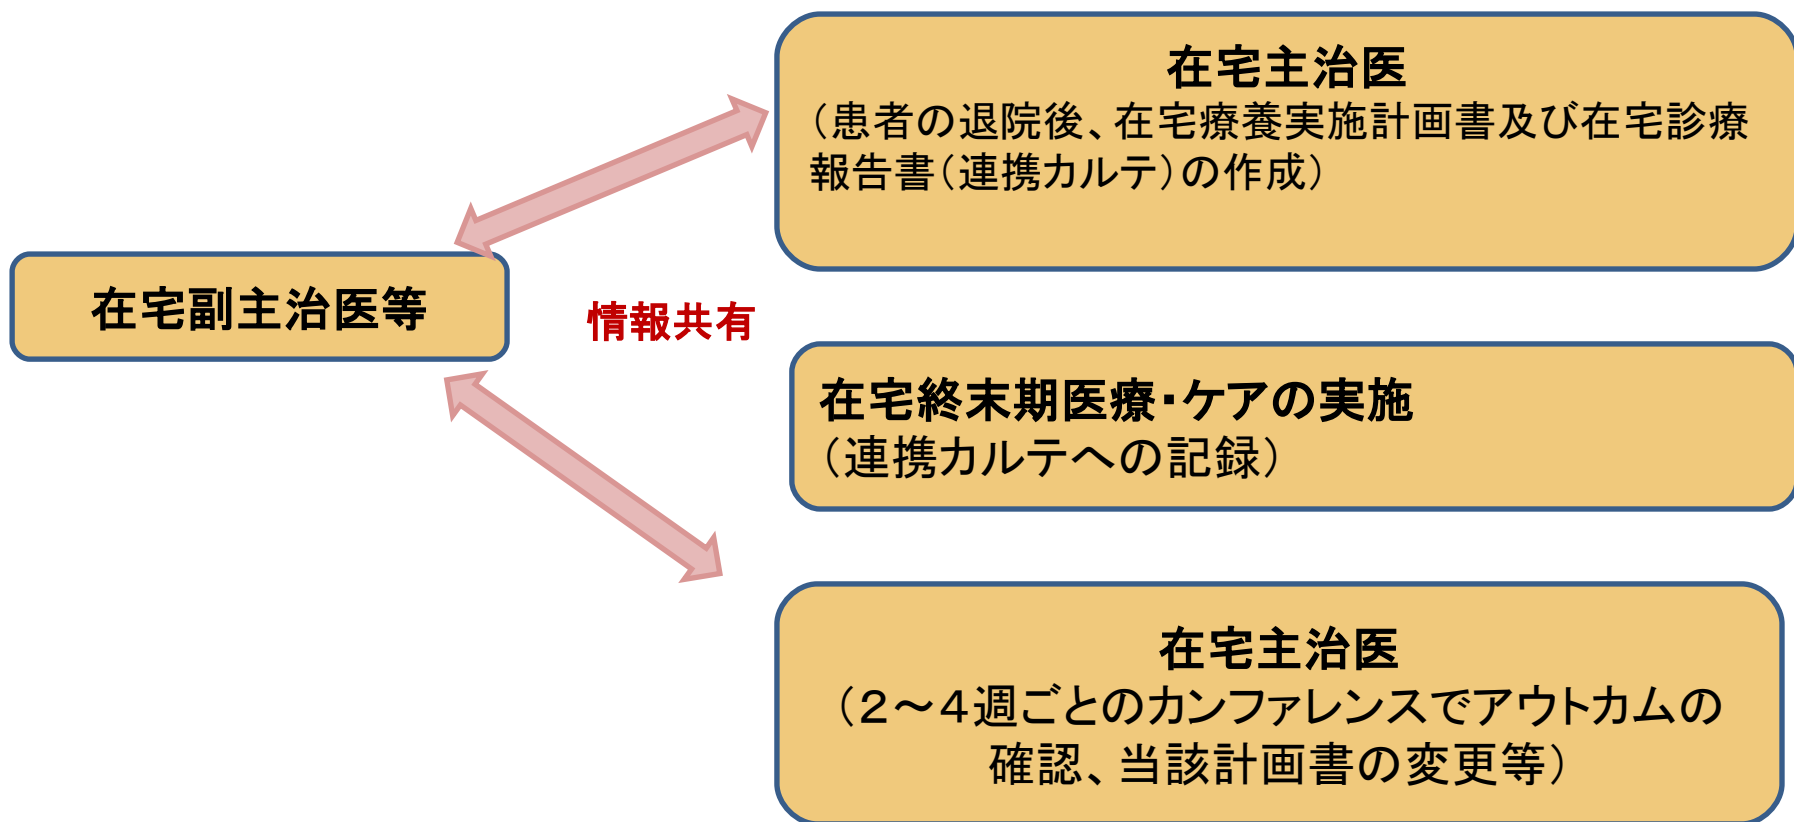 在宅主治医
（患者の退院後、在宅療養実施計画書及び在宅診療
報告書（連携カルテ）の作成）
在宅副主治医等
情報共有
在宅終末期医療・ケアの実施
（連携カルテへの記録）
在宅主治医
（２～４週ごとのカンファレンスでアウトカムの
確認、当該計画書の変更等）